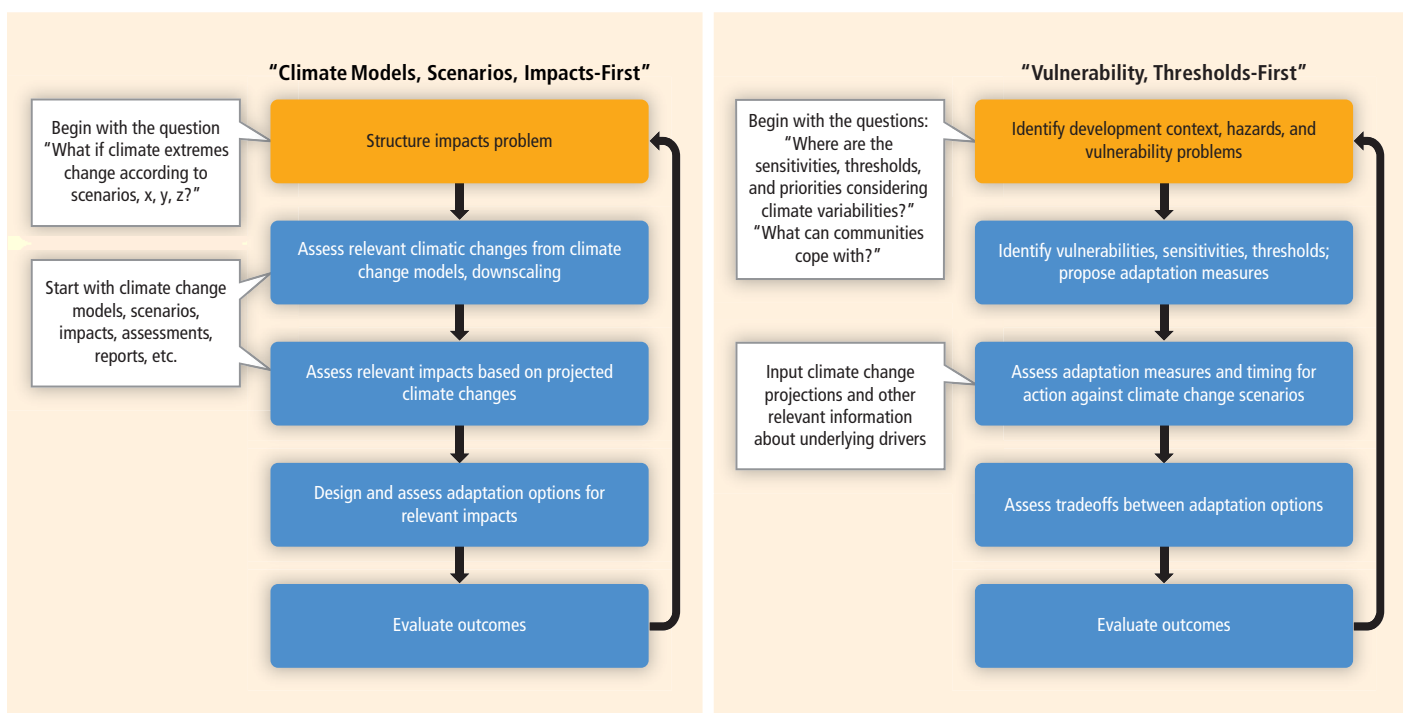 "Climate Models, Scenarios, Impacts-First"
Begin with the question
"What if climate extremes
change according to
scenarios, x, y, z?"
Structure impacts problem
Assess relevant climatic changes from climate
change models, downscaling
Start with climate change
models, scenarios,
impacts, assessments,
reports, etc.
Assess relevant impacts based on projected
climate changes
Design and assess adaptation options for
relevant impacts
Evaluate outcomes
"Vulnerability, Thresholds-First"
Begin with the questions:
"Where are the
sensitivities, thresholds,
and priorities considering
climate variabilities?"
"What can communities
cope with?"
Identify development context, hazards, and
vulnerability problems
Identify vulnerabilities, sensitivities, thresholds;
propose adaptation measures
Input climate change
projections and other
relevant information
about underlying drivers
Assess adaptation measures and timing for
action against climate change scenarios
Assess tradeoffs between adaptation options
Evaluate outcomes